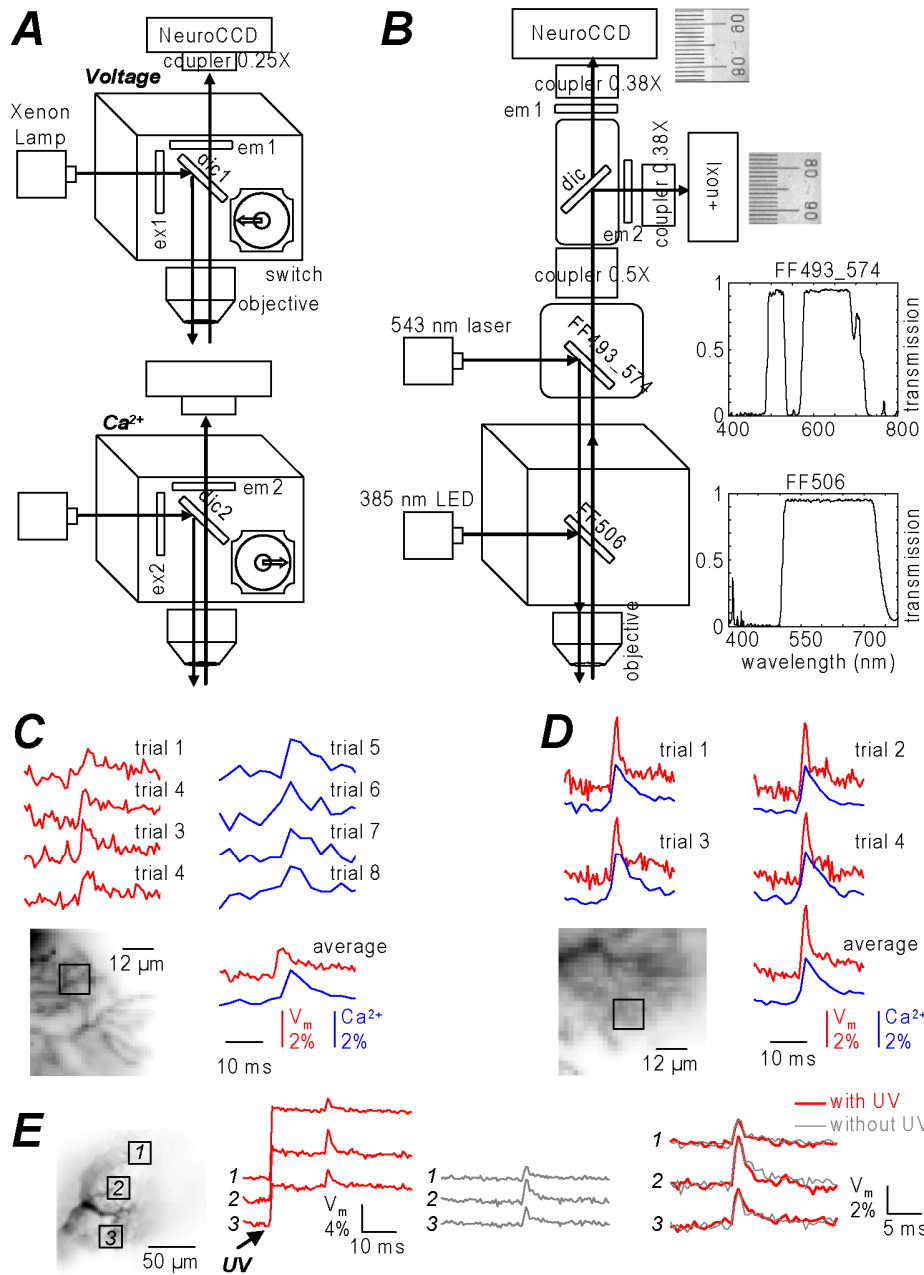 A
NeuroCCD
coupler 0.25X
Voltage
Xenon
Lamp
em1
dic1
ex1
switch
objective
Ca²⁺
em2
dic2
ex2
B
NeuroCCD
coupler 0.38X
em1
dic
em2
coupler 0.38X
Ixon+
coupler 0.5X
543 nm laser
FF493_574
385 nm LED
FF506
objective
60
80
80
90
FF493_574
1
0.5
0
400
600
800
transmission
FF506
1
0.5
0
400
550
700
wavelength (nm)
transmission
C
trial 1
trial 4
trial 3
trial 4
trial 5
trial 6
trial 7
trial 8
12 µm
average
10 ms
Vm
2%
Ca²⁺
2%
D
trial 1
trial 2
trial 3
trial 4
12 µm
average
10 ms
Vm
2%
Ca²⁺
2%
E
1
2
3
50 µm
1
2
3
UV
Vm
4%
10 ms
1
2
3
with UV
without UV
1
2
3
Vm
2%
5 ms